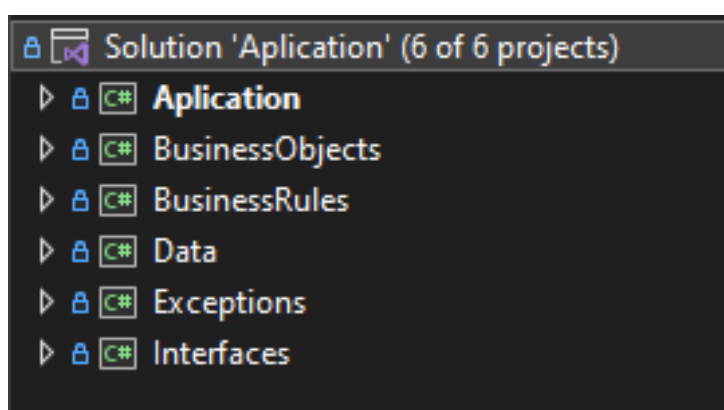 Solution 'Aplication' (6 of 6 projects)
C# Aplication
C# BusinessObjects
C# BusinessRules
C# Data
C# Exceptions
C# Interfaces